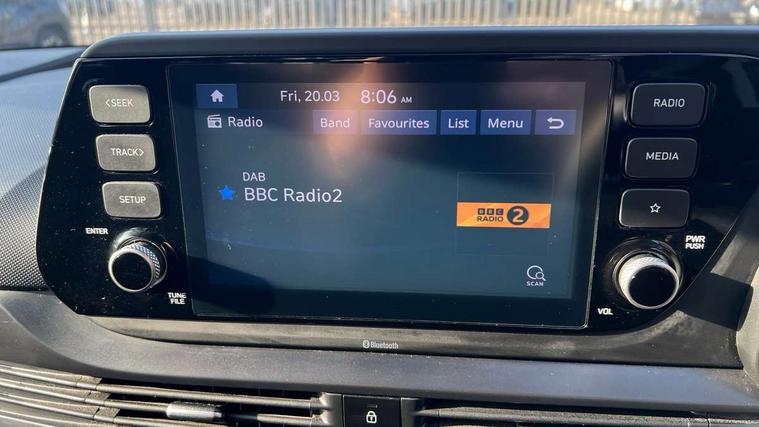 <SEEK
TRACK>
SETUP
ENTER
TUNE
FILE
Fri, 20.03 8:06 AM
Radio Band Favourites List Menu
DAB
BBC Radio2
BBC
RADIO 2
SCAN
RADIO
MEDIA
PWR
PUSH
VOL
Bluetooth